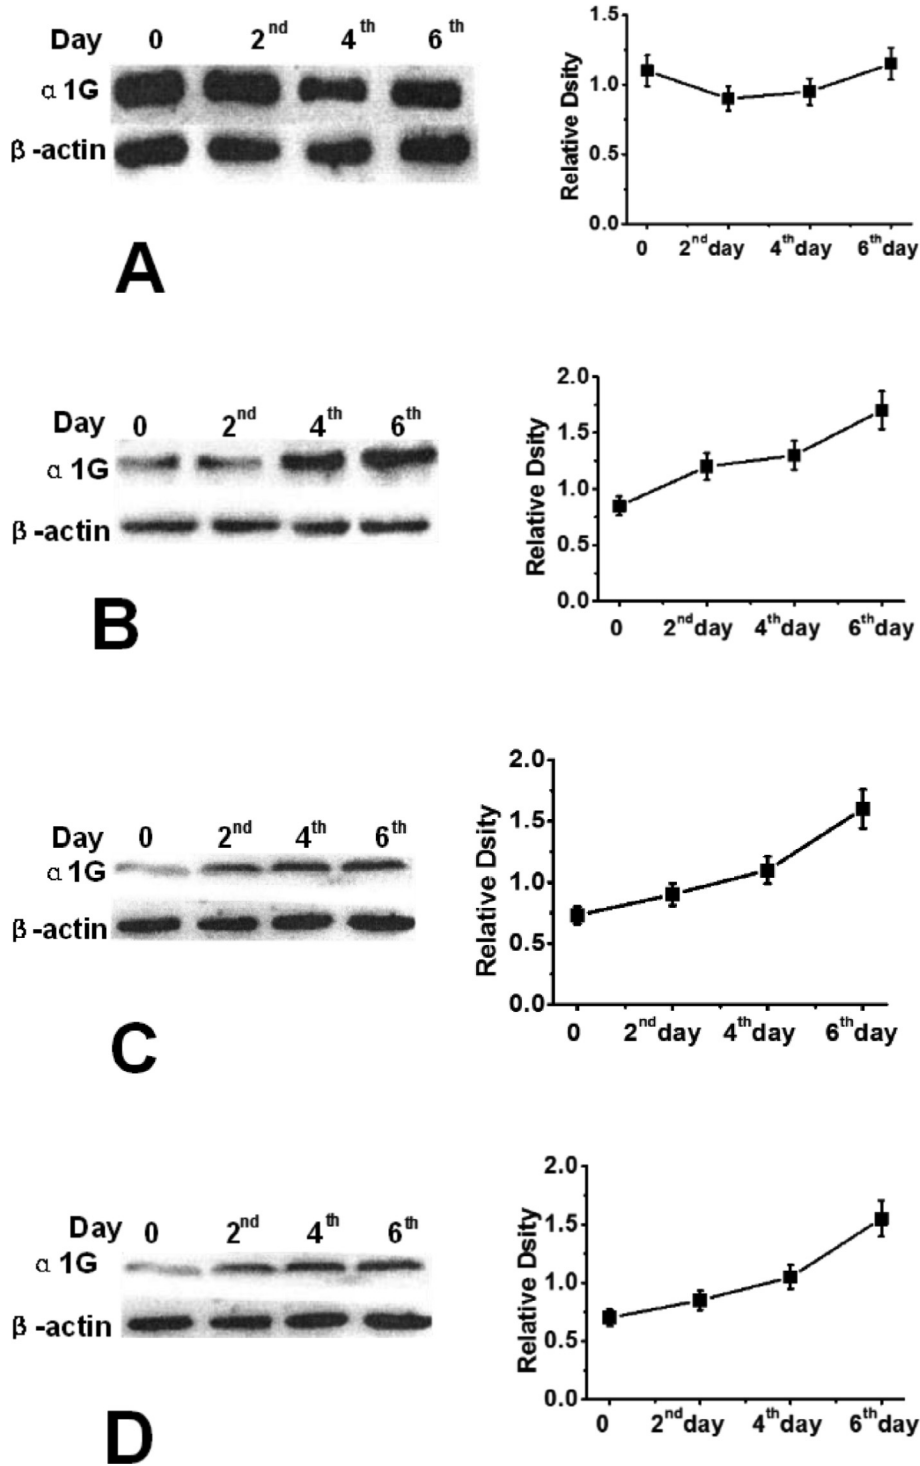 Day 0 2nd 4th 6th
α 1G
β-actin
A
1.5
1.0
0.5
0.0
Relative Dsity
0 2nd day 4th day 6th day
Day 0 2nd 4th 6th
α 1G
β-actin
B
2.0
1.5
1.0
0.5
0.0
Relative Dsity
0 2nd day 4th day 6th day
Day 0 2nd 4th 6th
α 1G
β-actin
C
2.0
1.5
1.0
0.5
0.0
Relative Dsity
0 2nd day 4th day 6th day
Day 0 2nd 4th 6th
α 1G
β-actin
D
2.0
1.5
1.0
0.5
0.0
Relative Dsity
0 2nd day 4th day 6th day